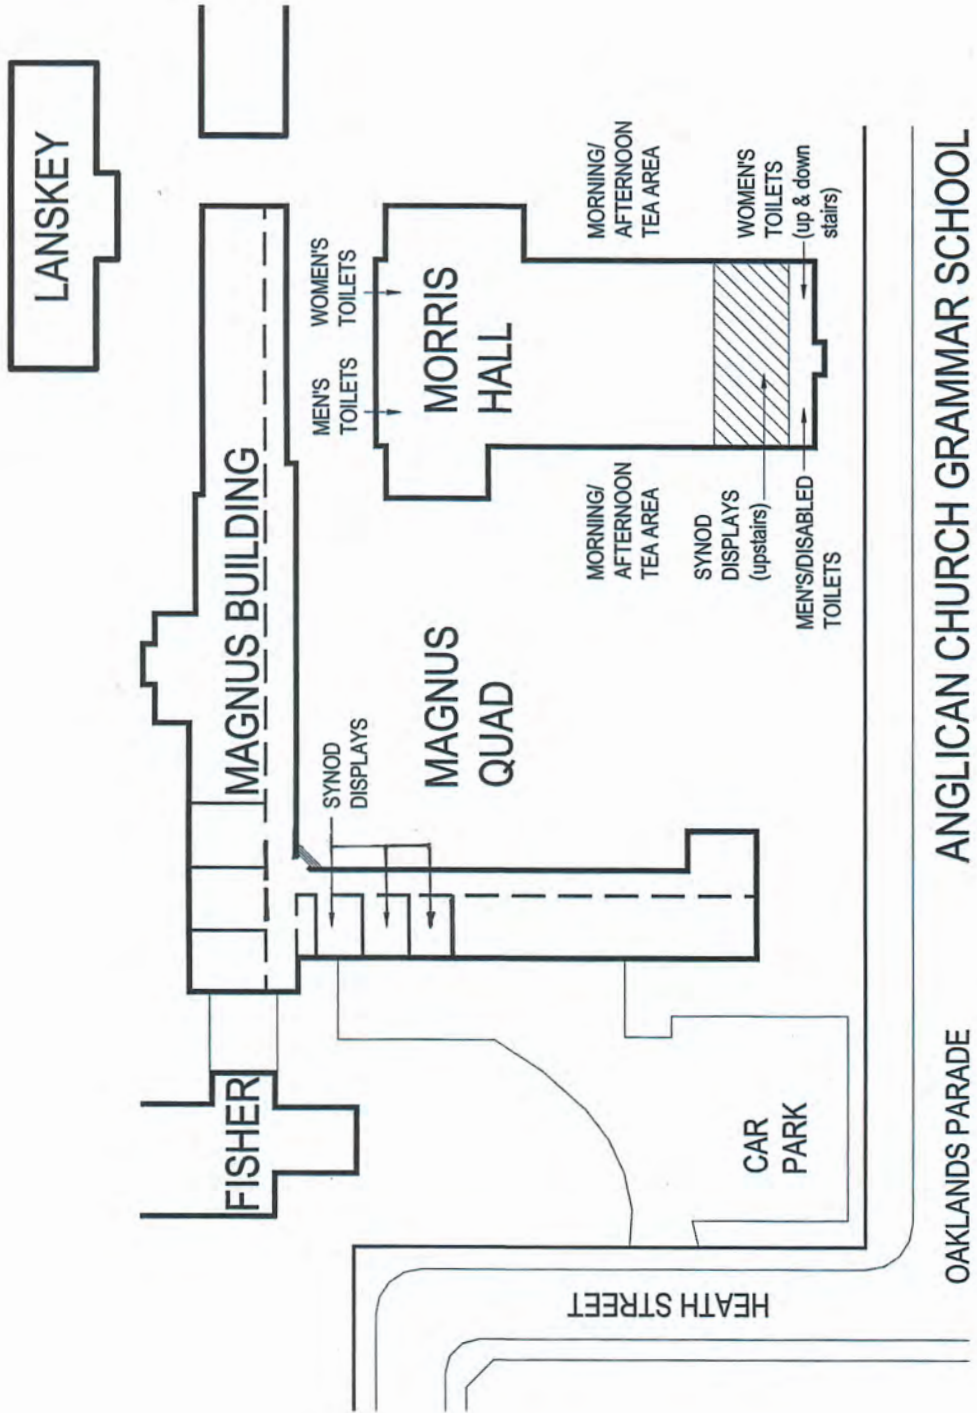 LANSKEY
MAGNUS BUILDING
FISHER
MEN'S
TOILETS
WOMEN'S
TOILETS
SYNOD
DISPLAYS
MORRIS
HALL
MAGNUS
QUAD
MORNING/
AFTERNOON
TEA AREA
MORNING/
AFTERNOON
TEA AREA
SYNOD
DISPLAYS
(upstairs)
MEN'S/DISABLED
TOILETS
WOMEN'S
TOILETS
(up & down
stairs)
CAR
PARK
HEATH STREET
OAKLANDS PARADE
ANGLICAN CHURCH GRAMMAR SCHOOL